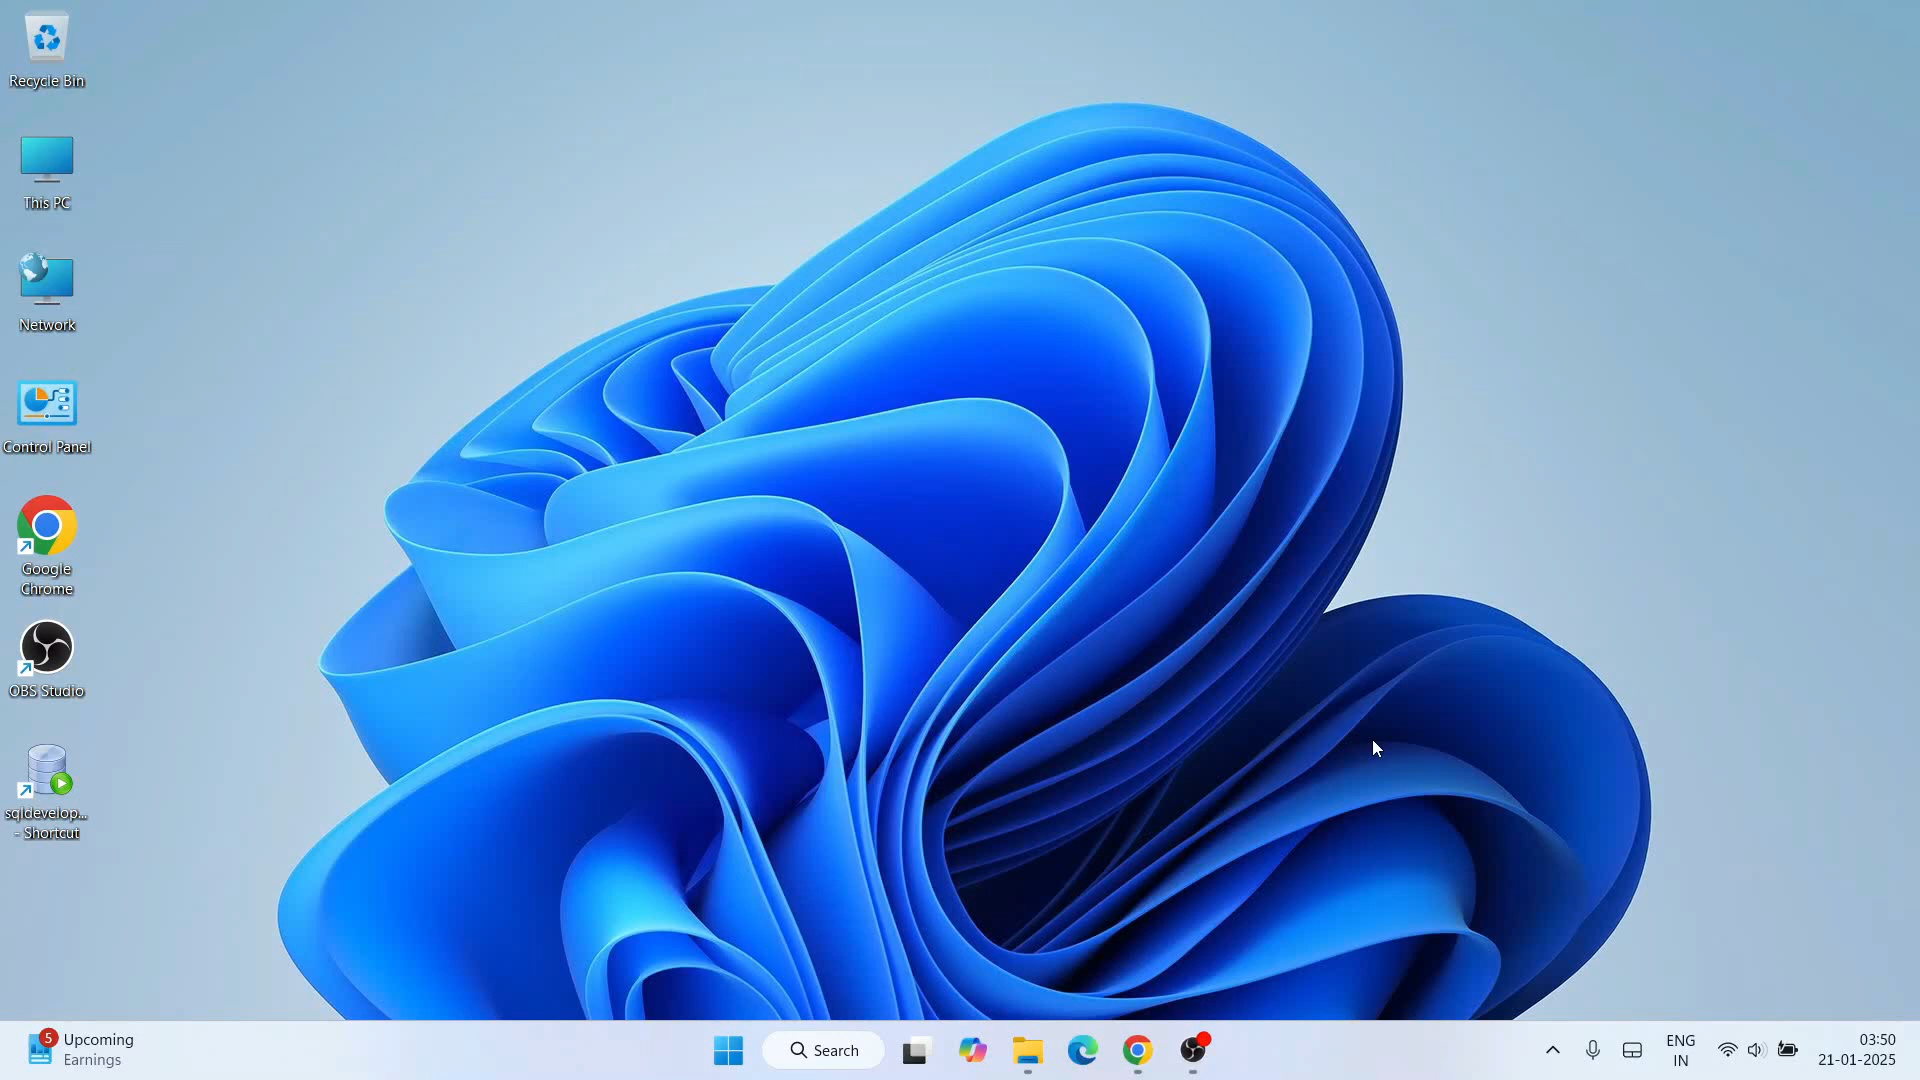 Recycle Bin
This PC
Network
Control Panel
Google
Chrome
OBS Studio
sqldevelop...
- Shortcut
5
Upcoming
Earnings
Search
ENG
IN
03:50
21-01-2025